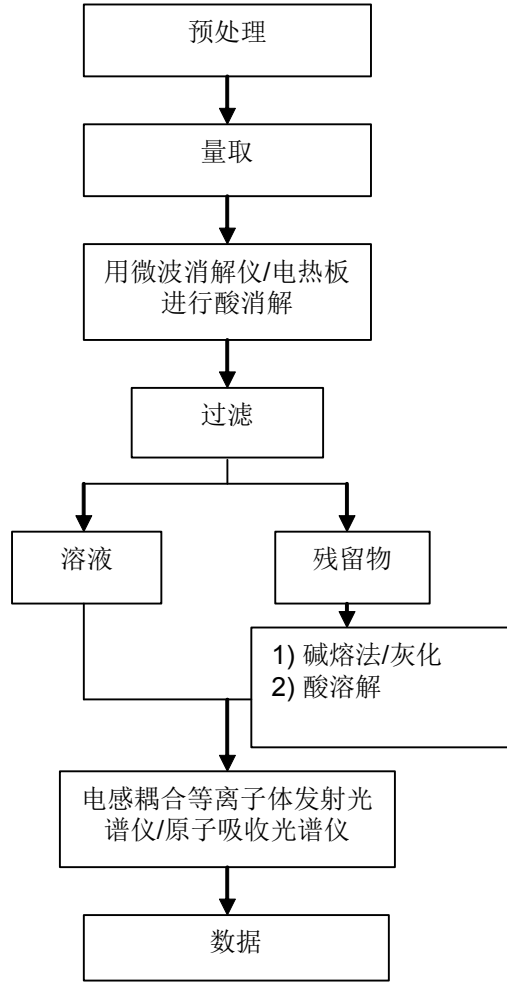 预处理
量取
用微波消解仪/电热板
进行酸消解
过滤
溶液
残留物
1) 碱熔法/灰化
2) 酸溶解
电感耦合等离子体发射光
谱仪/原子吸收光谱仪
数据